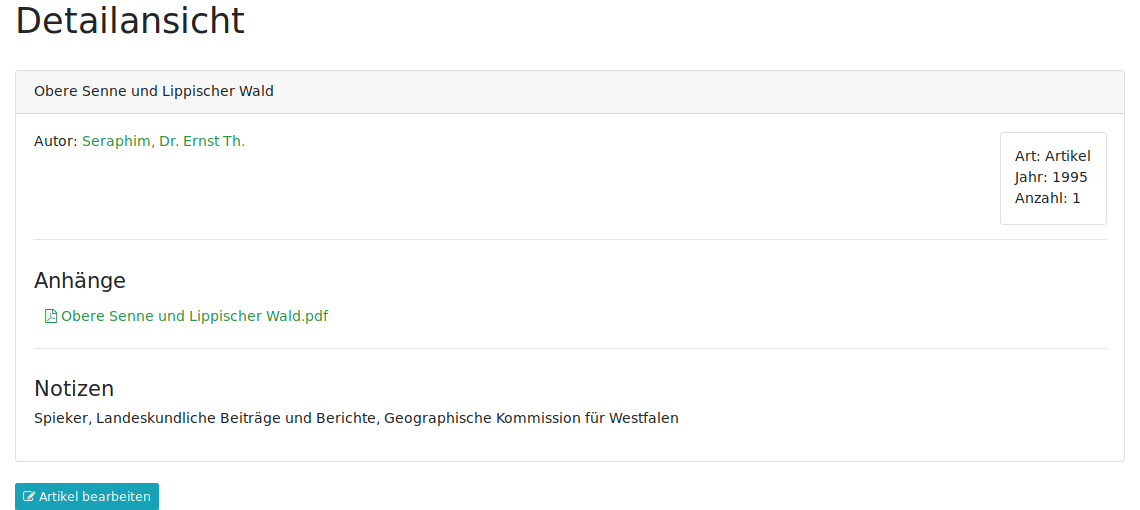 Detailansicht
Obere Senne und Lippischer Wald
Autor: Seraphim, Dr. Ernst Th.
Art: Artikel
Jahr: 1995
Anzahl: 1
Anhänge
Obere Senne und Lippischer Wald.pdf
Notizen
Spieker, Landeskundliche Beiträge und Berichte, Geographische Kommission für Westfalen
Artikel bearbeiten